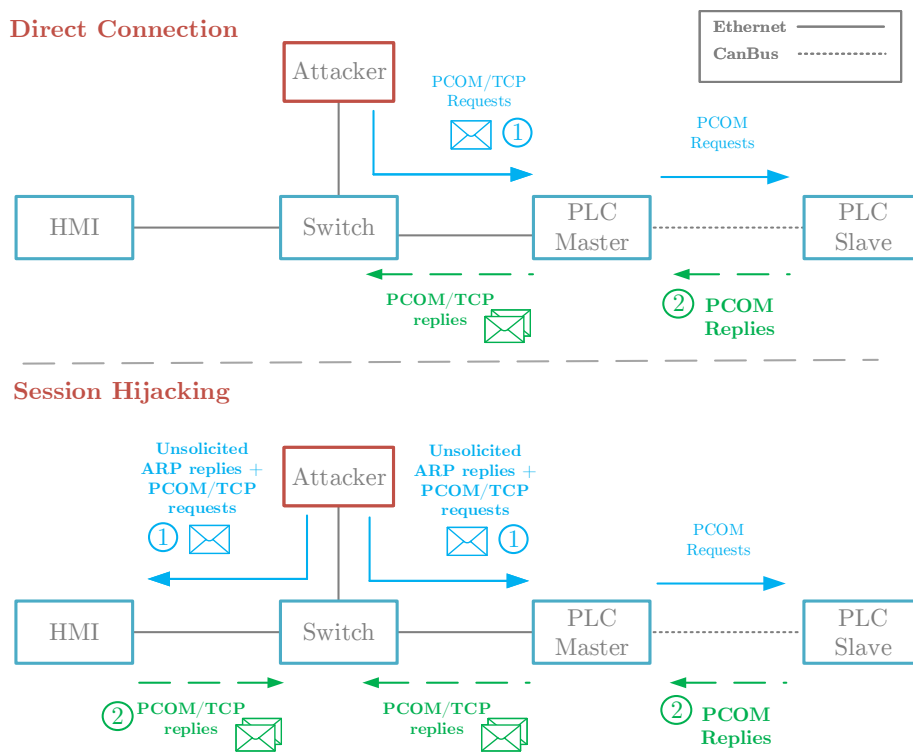 Direct Connection
Ethernet
CanBus
Attacker
PCOM/TCP
Requests
1
PCOM
Requests
HMI
Switch
PLC
Master
PLC
Slave
PCOM/TCP
replies
2
PCOM
Replies
Session Hijacking
Unsolicited
ARP replies +
PCOM/TCP
requests
1
Attacker
Unsolicited
ARP replies +
PCOM/TCP
requests
1
PCOM
Requests
HMI
Switch
PLC
Master
PLC
Slave
2
PCOM/TCP
replies
PCOM/TCP
replies
2
PCOM
Replies